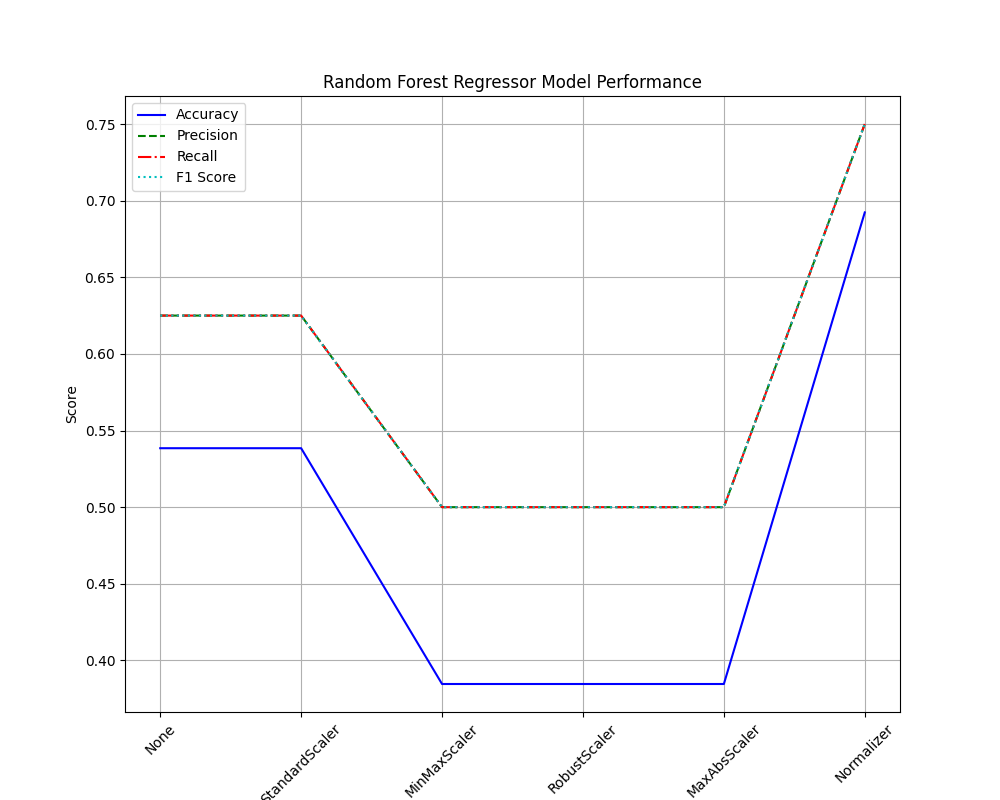 Random Forest Regressor Model Performance
Accuracy
Precision
Recall
F1 Score
0.75
0.70
0.65
0.60
0.55
0.50
0.45
0.40
Score
None
StandardScaler
MinMaxScaler
RobustScaler
MaxAbsScaler
Normalizer